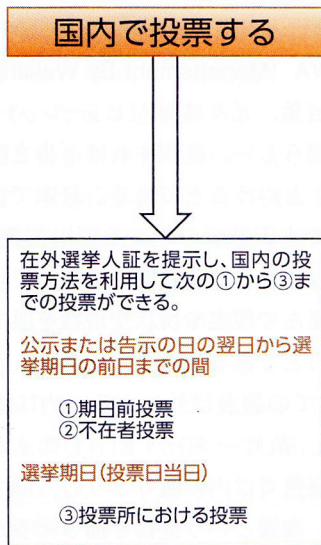 国内で投票する
在外選挙人証を提示し、国内の投
票方法を利用して次の①から③ま
での投票ができる。
公示または告示の日の翌日から選
挙期日の前日までの間
①期日前投票
②不在者投票
選挙期日(投票日当日)
③投票所における投票